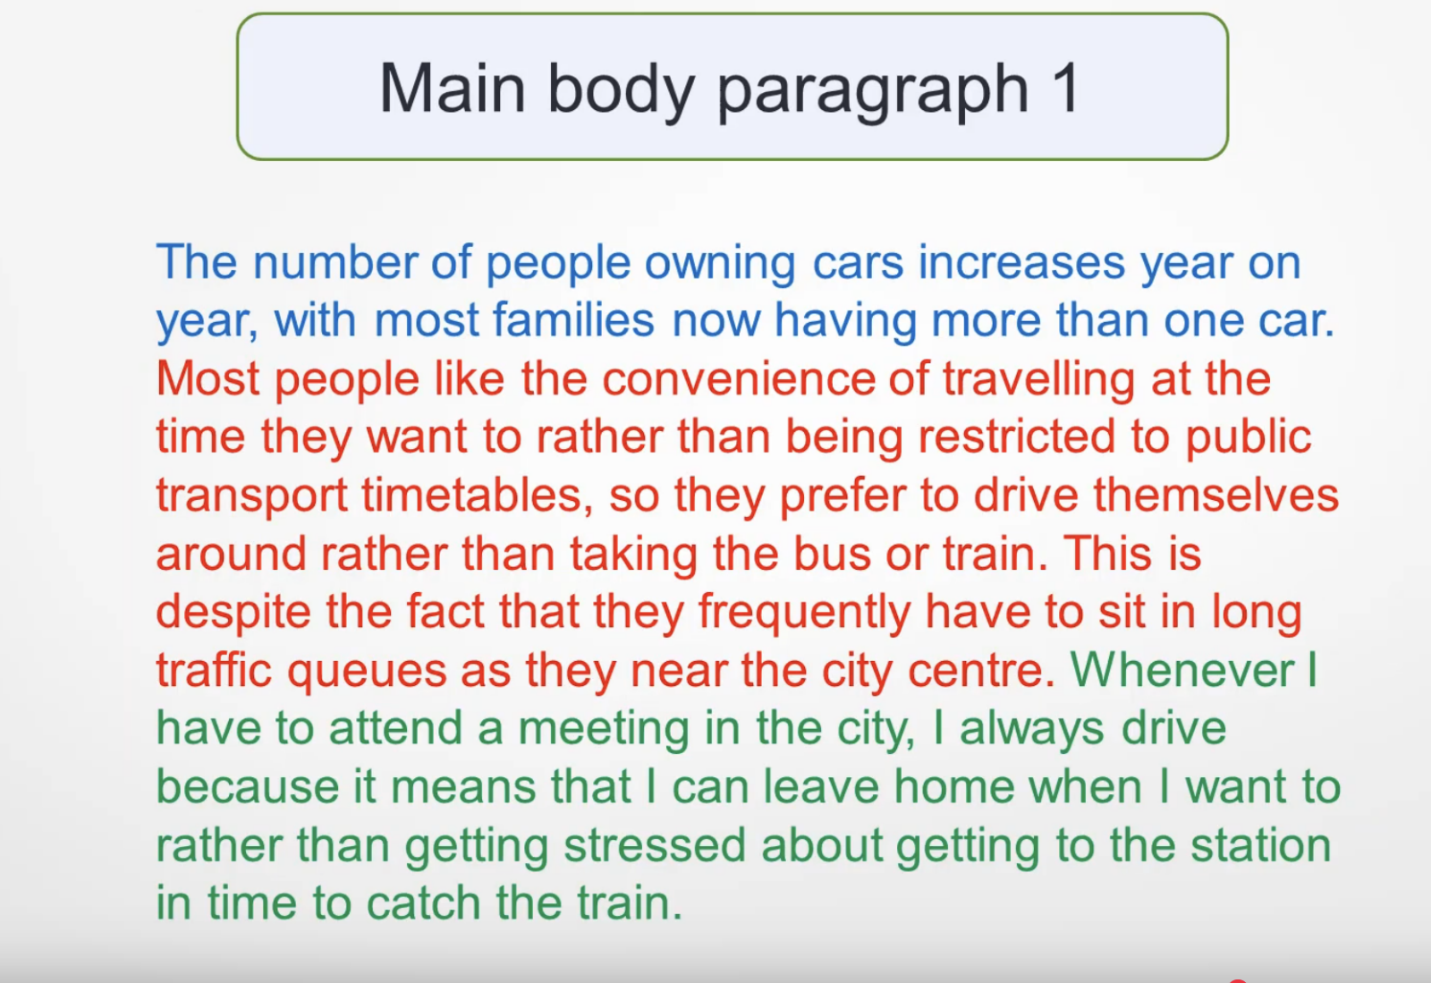 Main body paragraph 1
The number of people owning cars increases year on
year, with most families now having more than one car.
Most people like the convenience of travelling at the
time they want to rather than being restricted to public
transport timetables, so they prefer to drive themselves
around rather than taking the bus or train. This is
despite the fact that they frequently have to sit in long
traffic queues as they near the city centre. Whenever I
have to attend a meeting in the city, I always drive
because it means that I can leave home when I want to
rather than getting stressed about getting to the station
in time to catch the train.